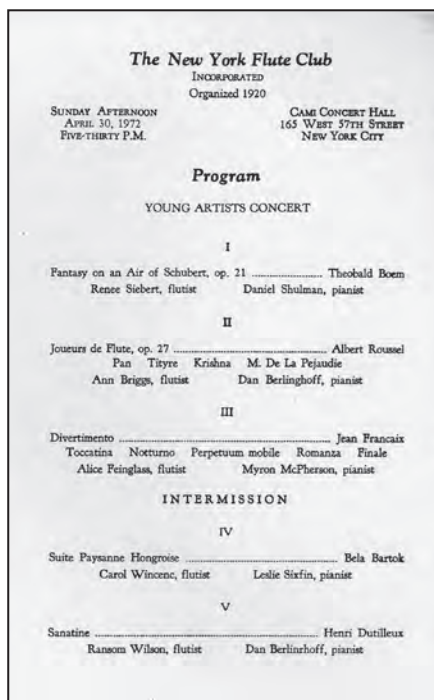 The New York Flute Club
INCORPORATED
Organized 1920
SUNDAY AFTERNOON
APRIL 30, 1972
FIVE-THIRTY P.M.
CAMI CONCERT HALL
165 WEST 57TH STREET
NEW YORK CITY
Program
YOUNG ARTISTS CONCERT
I
Fantasy on an Air of Schubert, op. 21 .................... Theobald Boem
Renee Siebert, flutist Daniel Shulman, pianist
II
Joueurs de Flute, op. 27 .................................................. Albert Roussel
Pan Tityre Krishna M. De La Pejaudie
Ann Briggs, flutist Dan Berlinghoff, pianist
III
Divertimento .................................................................. Jean Francaix
Toccatina Notturno Perpetuum mobile Romanza Finale
Alice Feinglass, flutist Myron McPherson, pianist
INTERMISSION
IV
Suite Paysanne Hongroise .................................................. Bela Bartok
Carol Wincenc, flutist Leslie Sixfin, pianist
V
Sanatine .................................................................. Henri Dutilleux
Ransom Wilson, flutist Dan Berlinrhoff, pianist